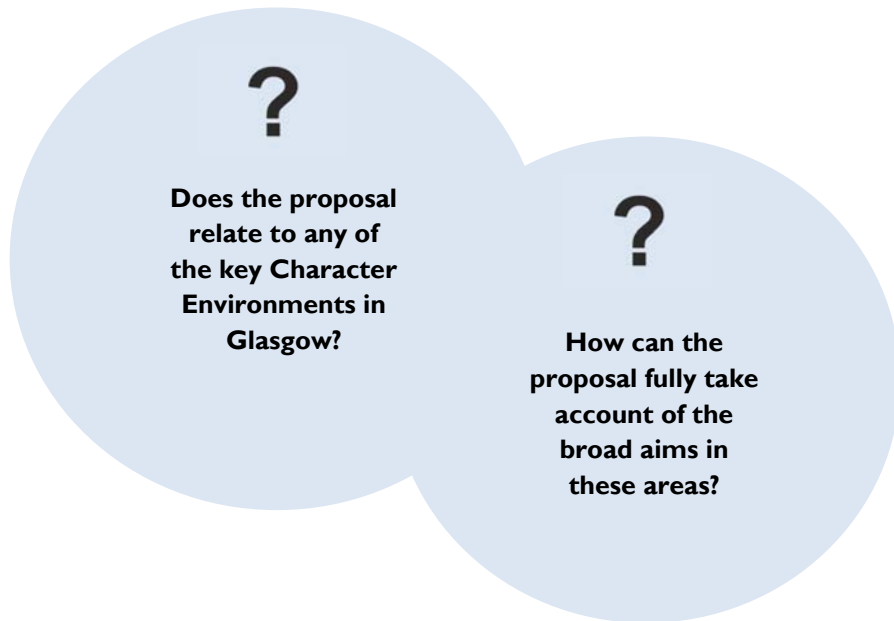 ?
Does the proposal
relate to any of
the key Character
Environments in
Glasgow?
?
How can the
proposal fully take
account of the
broad aims in
these areas?